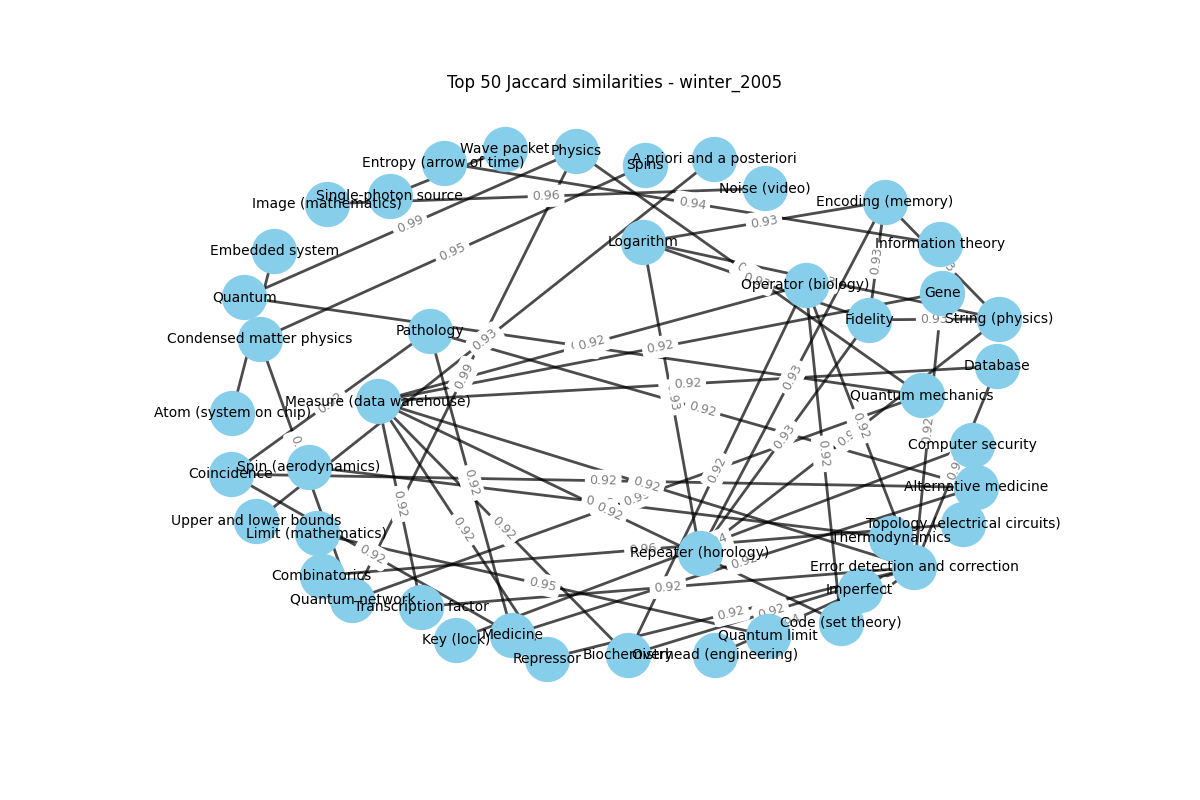 Top 50 Jaccard similarities - winter_2005
Wave packet
Physics
Entropy (arrow of time)
A priori and a posteriori
Spins
Noise (video)
Single-photon source
Image (mathematics)
Encoding (memory)
0.96
0.94
0.99
0.93
Logarithm
Information theory
Embedded system
0.95
0.93
Operator (biology)
Gene
Quantum
Fidelity
0.93
String (physics)
Pathology
Condensed matter physics
0.93
0.92
0.92
Database
0.99
0.93
0.92
Quantum mechanics
Measure (data warehouse)
0.93
0.92
Atom (system on chip)
0.92
0.92
0.93
Computer security
Spin (aerodynamics)
Coincidence
0.92
0.92
0.92
0.92
0.92
Alternative medicine
0.92
0.92
Upper and lower bounds
Topology (electrical circuits)
Limit (mathematics)
0.92
0.92
Thermodynamics
0.96
Repeater (horology)
0.92
0.92
Error detection and correction
Combinatorics
0.95
0.92
Imperfect
Quantum network
Transcription factor
0.92
0.92
Code (set theory)
Key (lock)
Medicine
Quantum limit
Repressor
Biochemistry
Overhead (engineering)